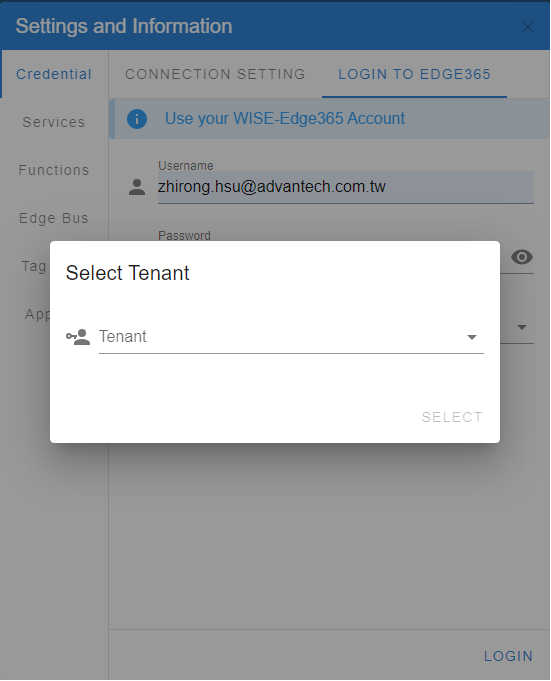 Settings and Information
Credential
CONNECTION SETTING
LOGIN TO EDGE365
Use your WISE-Edge365 Account
Services
Username
zhirong.hsu@advantech.com.tw
Functions
Edge Bus
Password
Tag
App
Select Tenant
Tenant
SELECT
LOGIN